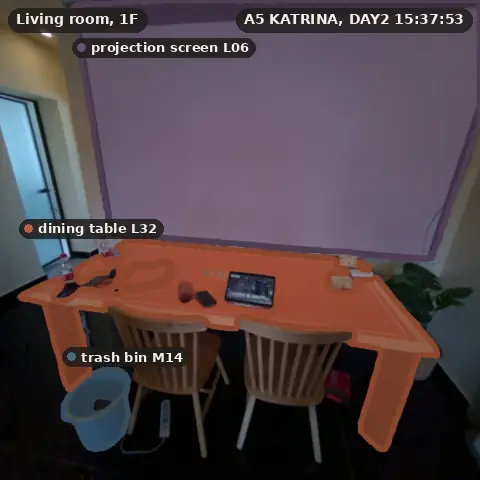 Living room, 1F
A5 KATRINA, DAY2 15:37:53
projection screen L06
dining table L32
trash bin M14